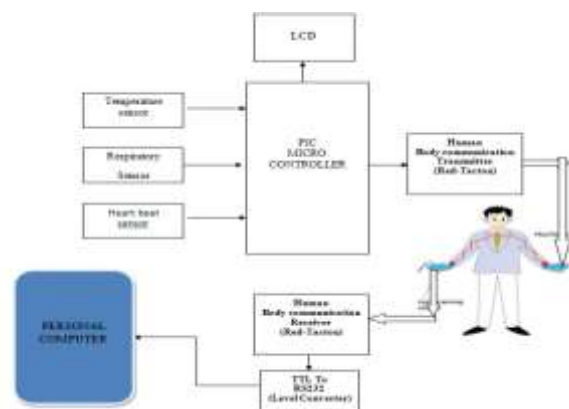 LCD
Temperature
sensor
Respiratory
Sensor
Heart beat
sensor
PIC
MICRO
CONTROLLER
Human
Body communication
Transmitter
(Red-Tacton)
Human
Body communication
Receiver
(Red-Tacton)
TTL To
RS232
(Level Converter)
PERSONAL
COMPUTER